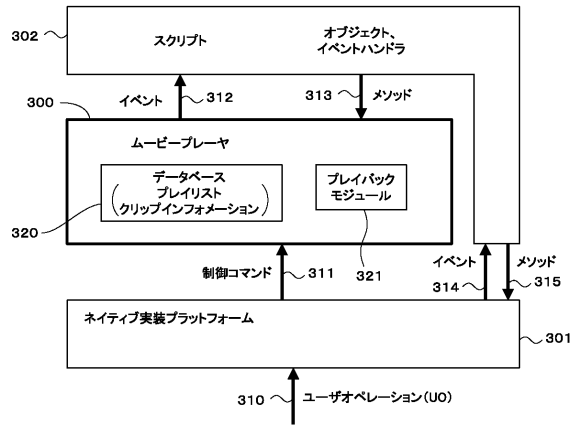 302
スクリプト
オブジェクト、
イベントハンドラ
イベント
312
313
メソッド
300
ムービープレーヤ
データベース
プレイリスト
クリップインフォメーション
320
プレイバック
モジュール
321
制御コマンド
311
イベント
314
メソッド
315
ネイティブ実装プラットフォーム
301
310
ユーザオペレーション(UO)